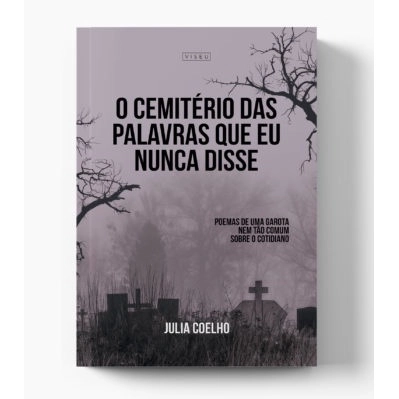 VISEU
O CEMITÉRIO DAS
PALAVRAS QUE EU
NUNCA DISSE
POEMAS DE UMA GAROTA
NEM TÃO COMUM
SOBRE O COTIDIANO
JULIA COELHO